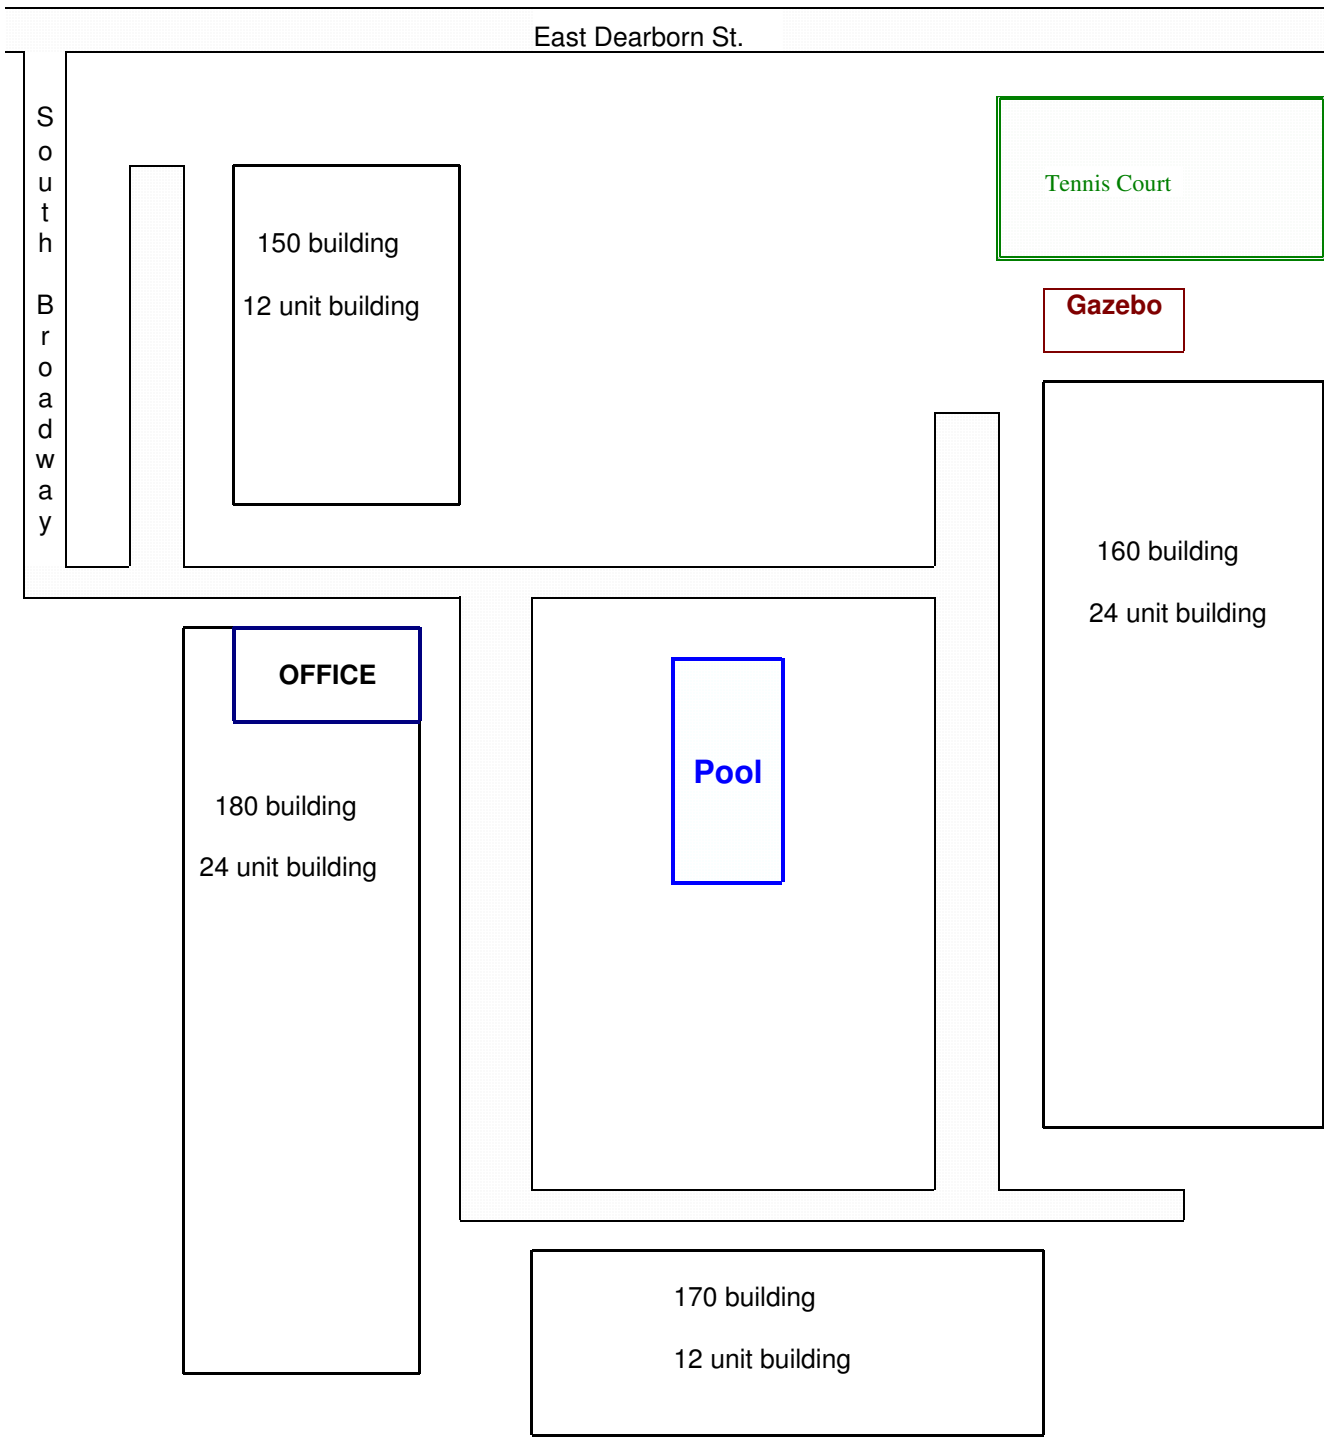 East Dearborn St.
South Broadway
Tennis Court
150 building
12 unit building
Gazebo
160 building
24 unit building
OFFICE
Pool
180 building
24 unit building
170 building
12 unit building